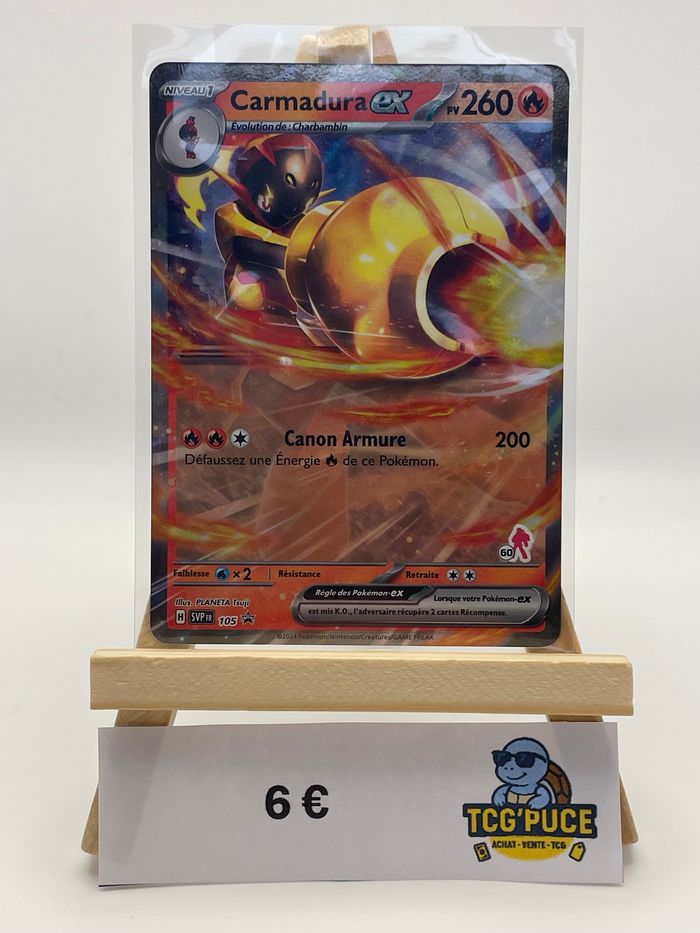 NIVEAU 1
Carmadura ex PV 260
Évolution de : Charbambin
Canon Armure 200
Défaussez une Énergie de ce Pokémon.
60
Faiblesse ×2 Résistance Retraite
Règle des Pokémon-ex Lorsque votre Pokémon-ex
est mis K.O., l'adversaire récupère 2 cartes Récompense.
Illus. PLANETA Tsuji
H SVP FR 105
©2024 Pokémon/Nintendo/Creatures/GAME FREAK
6 €
TCG'PUCE
ACHAT - VENTE - TCG